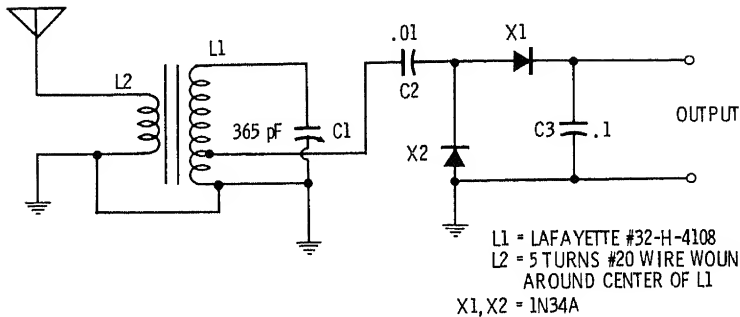 L1
L2
365 pF
C1
.01
C2
X1
X2
C3
.1
OUTPUT
L1 = LAFAYETTE #32-H-4108
L2 = 5 TURNS #20 WIRE WOUN
AROUND CENTER OF L1
X1, X2 = 1N34A